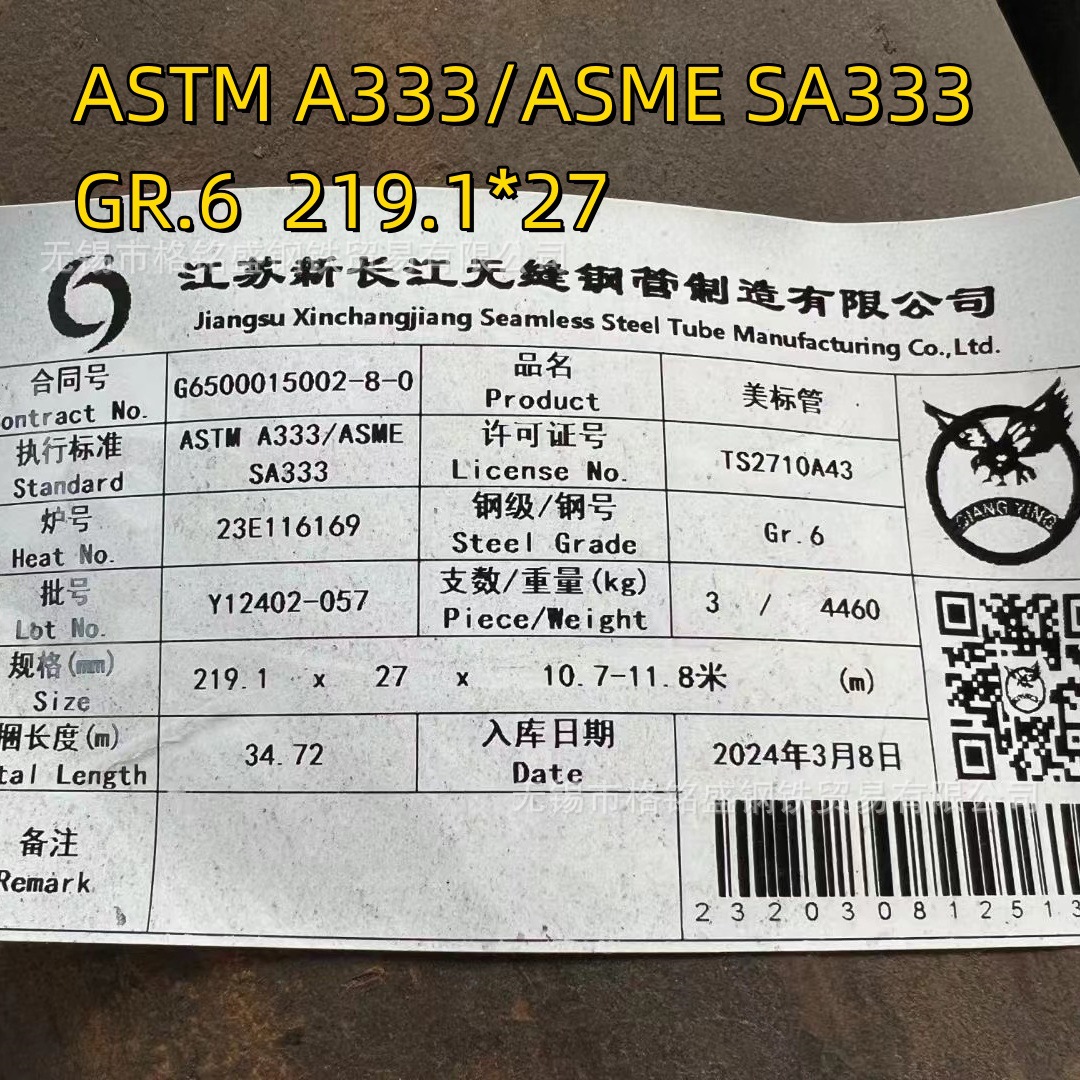 ASTM A333/ASME SA333
GR.6 219.1*27
无锡市格铭盛钢铁贸易有限公司
江苏新长江无缝钢管制造有限公司
Jiangsu Xinchangjiang Seamless Steel Tube Manufacturing Co.,Ltd.
合同号
ontract No.
G6500015002-8-0
品名
Product
美标管
执行标准
Standard
ASTM A333/ASME
SA333
许可证号
License No.
TS2710A43
炉号
Heat No.
23E116169
钢级/钢号
Steel Grade
Gr.6
批号
Lot No.
Y12402-057
支数/重量(kg)
Piece/Weight
3 / 4460
规格(mm)
Size
219.1 x 27 x 10.7-11.8米 (m)
捆长度(m)
tal Length
34.72
入库日期
Date
2024年3月8日
无锡市格铭盛钢铁贸易有限公司
备注
Remark
JIANG YING
232030812513